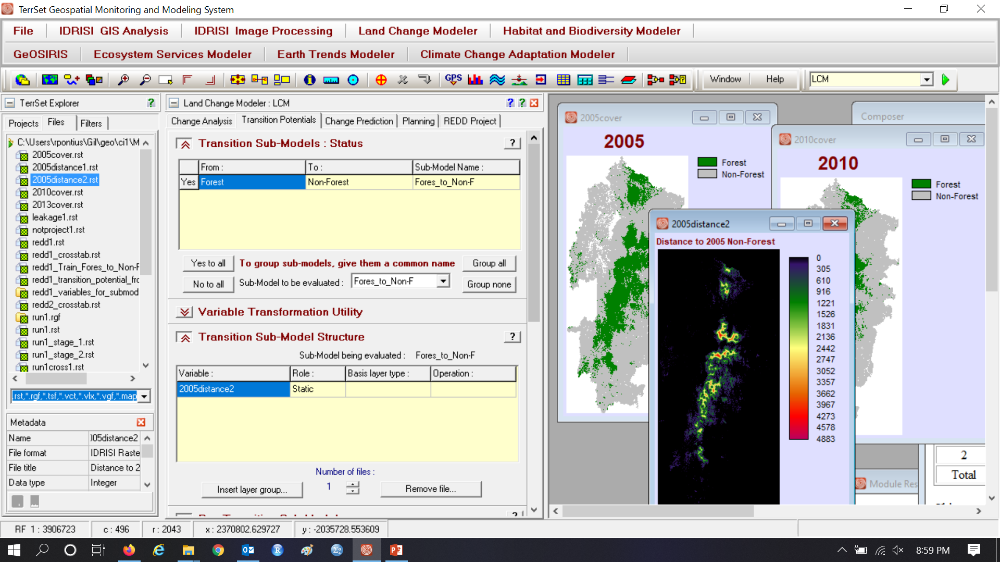 TerrSet Geospatial Monitoring and Modeling System
File IDRISI GIS Analysis IDRISI Image Processing Land Change Modeler Habitat and Biodiversity Modeler
GeOSIRIS Ecosystem Services Modeler Earth Trends Modeler Climate Change Adaptation Modeler
GPS Window Help LCM
TerrSet Explorer ?
Projects Files Filters
C:\Users\rpontius\Gil\geo\ci1\M
2005cover.rst
2005distance1.rst
2005distance2.rst
2010cover.rst
2013cover.rst
leakage1.rst
notproject1.rst
redd1.rst
redd1_crosstab.rst
redd1_Train_Fores_to_Non-F
redd1_transition_potential_fro
redd1_variables_for_submod
redd2_crosstab.rst
run1.rgf
run1.rst
run1_stage_1.rst
run1_stage_2.rst
run1cross1.rst
.rst,*.rgf,*.tsf,*.vct,*.vlx,*.vgf,*.map
Metadata
Name )05distance2
File format IDRISI Raste
File title Distance to 2
Data type Integer
Land Change Modeler : LCM ? ?
Change Analysis Transition Potentials Change Prediction Planning REDD Project
Transition Sub-Models : Status ?
From : To : Sub-Model Name :
Yes Forest Non-Forest Fores_to_Non-F
Yes to all To group sub-models, give them a common name Group all
No to all Sub-Model to be evaluated : Fores_to_Non-F Group none
Variable Transformation Utility
Transition Sub-Model Structure ?
Sub-Model being evaluated : Fores_to_Non-F
Variable : Role : Basis layer type : Operation :
2005distance2 Static
Number of files :
Insert layer group... 1 Remove file...
2005cover
2005
Forest
Non-Forest
Composer
2010cover
2010
Forest
Non-Forest
2005distance2
Distance to 2005 Non-Forest
0
305
610
916
1221
1526
1831
2136
2442
2747
3052
3357
3662
3967
4273
4578
4883
2
Total
Module Res
RF 1 : 3906723 c : 496 r : 2043 x : 2370802.629727 y : -2035728.553609
8:59 PM